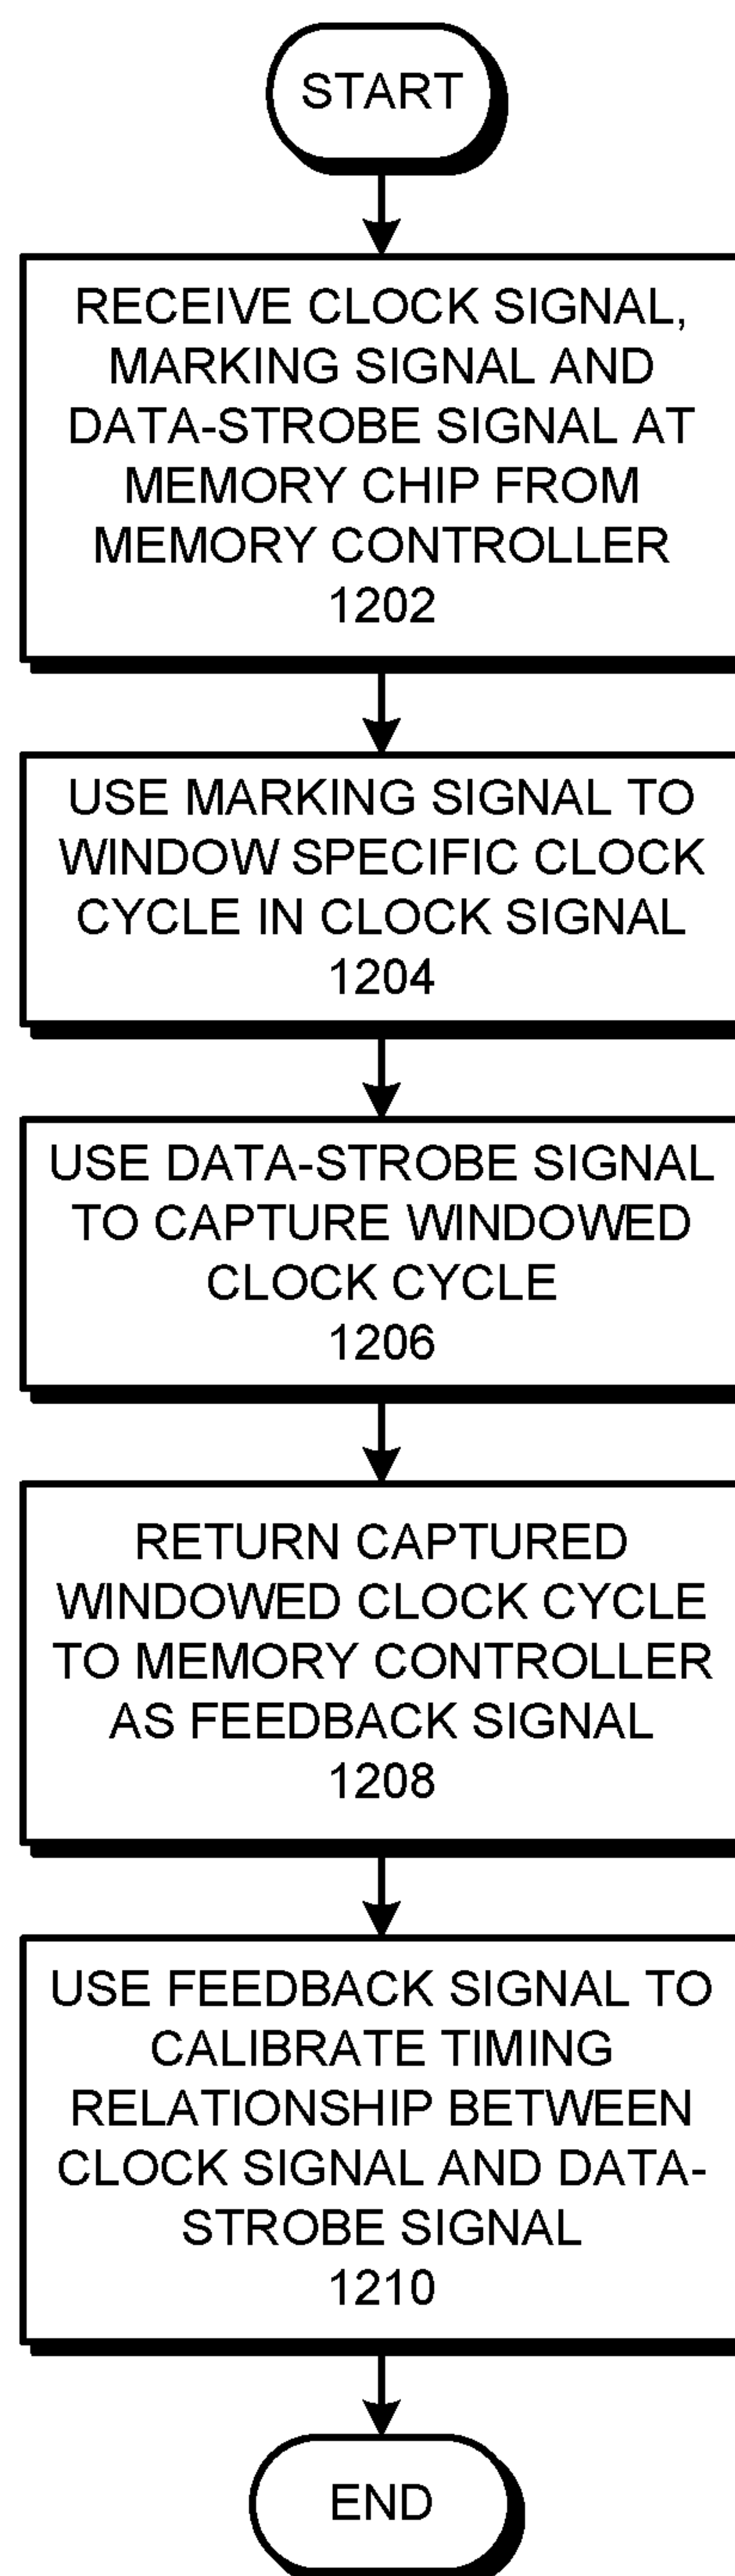 START
RECEIVE CLOCK SIGNAL,
MARKING SIGNAL AND
DATA-STROBE SIGNAL AT
MEMORY CHIP FROM
MEMORY CONTROLLER
1202
USE MARKING SIGNAL TO
WINDOW SPECIFIC CLOCK
CYCLE IN CLOCK SIGNAL
1204
USE DATA-STROBE SIGNAL
TO CAPTURE WINDOWED
CLOCK CYCLE
1206
RETURN CAPTURED
WINDOWED CLOCK CYCLE
TO MEMORY CONTROLLER
AS FEEDBACK SIGNAL
1208
USE FEEDBACK SIGNAL TO
CALIBRATE TIMING
RELATIONSHIP BETWEEN
CLOCK SIGNAL AND DATA-
STROBE SIGNAL
1210
END